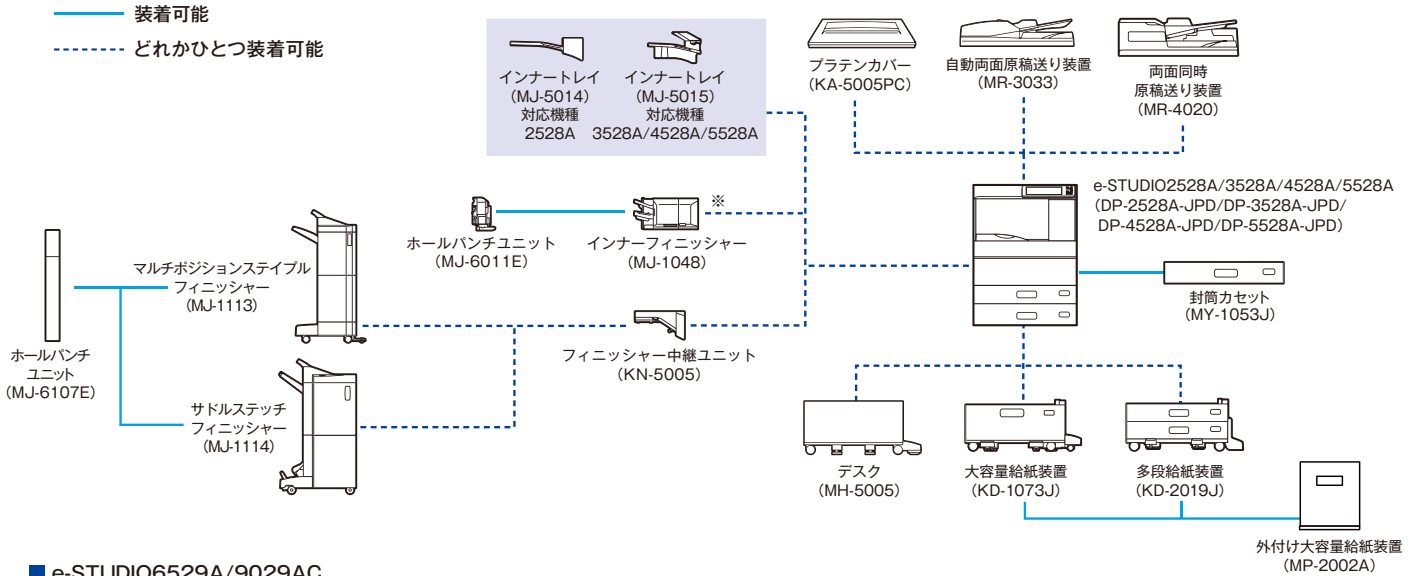 装着可能
どれかひとつ装着可能
インナートレイ
(MJ-5014)
対応機種
2528A
インナートレイ
(MJ-5015)
対応機種
3528A/4528A/5528A
プラテンカバー
(KA-5005PC)
自動両面原稿送り装置
(MR-3033)
両面同時
原稿送り装置
(MR-4020)
e-STUDIO2528A/3528A/4528A/5528A
(DP-2528A-JPD/DP-3528A-JPD/
DP-4528A-JPD/DP-5528A-JPD)
ホールパンチユニット
(MJ-6011E)
※
インナーフィニッシャー
(MJ-1048)
マルチポジションステイプル
フィニッシャー
(MJ-1113)
封筒カセット
(MY-1053J)
ホールパンチ
ユニット
(MJ-6107E)
フィニッシャー中継ユニット
(KN-5005)
サドルステッチ
フィニッシャー
(MJ-1114)
デスク
(MH-5005)
大容量給紙装置
(KD-1073J)
多段給紙装置
(KD-2019J)
外付け大容量給紙装置
(MP-2002A)
■ e-STUDIO6529A/9029AC